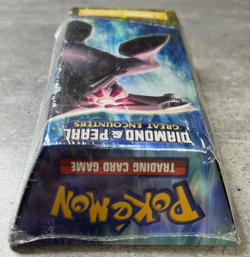 POKéMON
TRADING CARD GAME
DIAMOND & PEARL
GREAT ENCOUNTERS